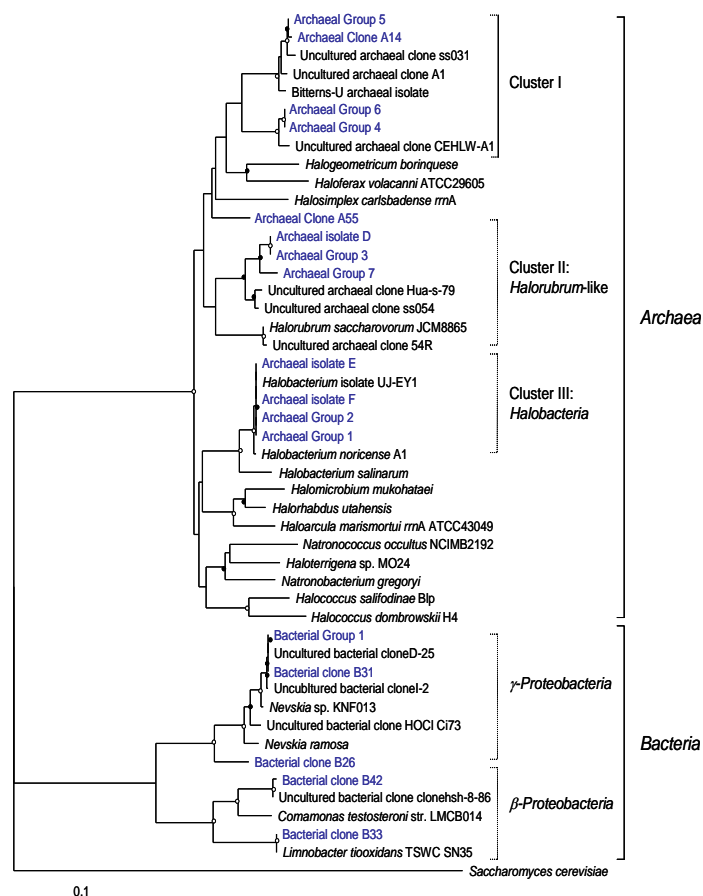 Archaeal Group 5
Archaeal Clone A14
Uncultured archaeal clone ss031
Uncultured archaeal clone A1
Bitterns-U archaeal isolate
Cluster I
Archaeal Group 6
Archaeal Group 4
Uncultured archaeal clone CEHLW-A1
Halogeometricum borinquese
Haloferax volacanni ATCC29605
Halosimplex carlsbadense rrnA
Archaeal Clone A55
Archaeal isolate D
Archaeal Group 3
Archaeal Group 7
Uncultured archaeal clone Hua-s-79
Uncultured archaeal clone ss054
Halorubrum saccharovorum JCM8865
Uncultured archaeal clone 54R
Cluster II:
Halorubrum-like
Archaea
Archaeal isolate E
Halobacterium isolate UJ-EY1
Archaeal isolate F
Archaeal Group 2
Archaeal Group 1
Halobacterium noricense A1
Cluster III:
Halobacteria
Halobacterium salinarum
Halomicrobium mukohataei
Halorhabdus utahensis
Haloarcula marismortui rrnA ATCC43049
Natronococcus occultus NCIMB2192
Haloterrigena sp. MO24
Natronobacterium gregoryi
Halococcus salifodinae Blp
Halococcus dombrowskii H4
Bacterial Group 1
Uncultured bacterial cloneD-25
Bacterial clone B31
Uncubltured bacterial cloneI-2
Nevskia sp. KNF013
Uncultured bacterial clone HOCI Ci73
Nevskia ramosa
Bacterial clone B26
γ-Proteobacteria
Bacteria
Bacterial clone B42
Uncultured bacterial clone clonehsh-8-86
Comamonas testosteroni str. LMCB014
Bacterial clone B33
Limnobacter tiooxidans TSWC SN35
β-Proteobacteria
Saccharomyces cerevisiae
0.1